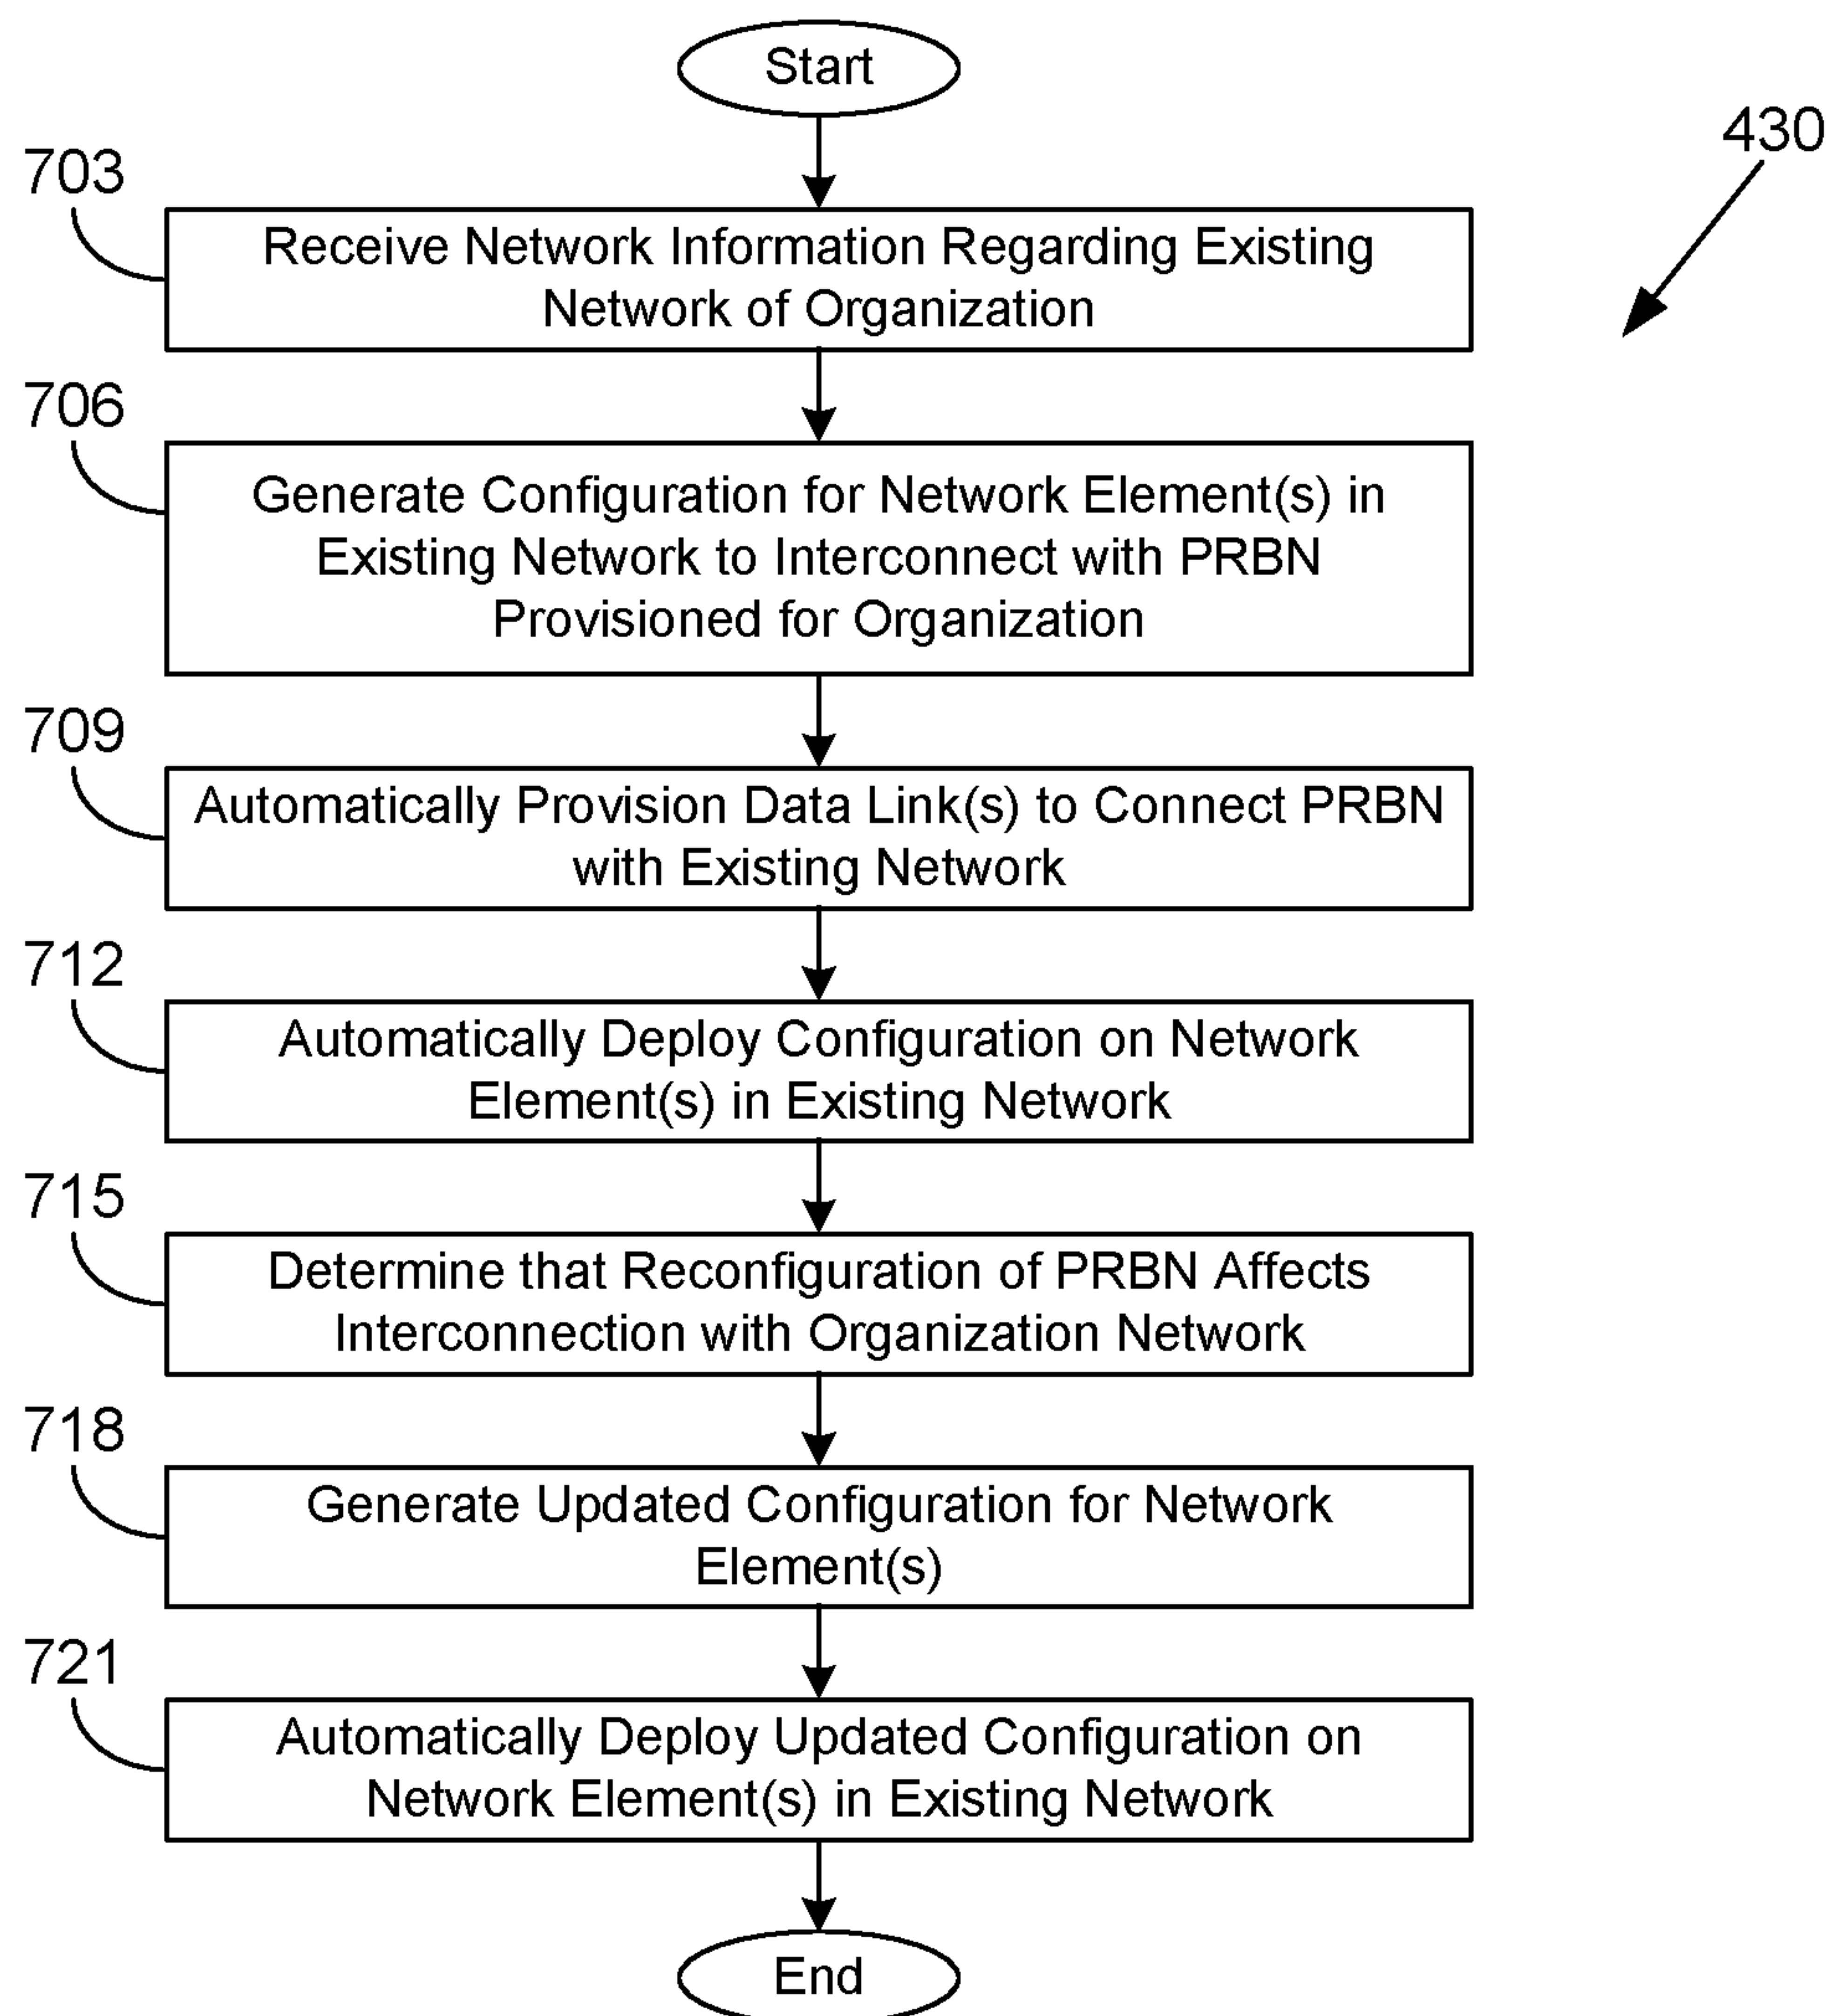 Start
430
703
Receive Network Information Regarding Existing
Network of Organization
706
Generate Configuration for Network Element(s) in
Existing Network to Interconnect with PRBN
Provisioned for Organization
709
Automatically Provision Data Link(s) to Connect PRBN
with Existing Network
712
Automatically Deploy Configuration on Network
Element(s) in Existing Network
715
Determine that Reconfiguration of PRBN Affects
Interconnection with Organization Network
718
Generate Updated Configuration for Network
Element(s)
721
Automatically Deploy Updated Configuration on
Network Element(s) in Existing Network
End